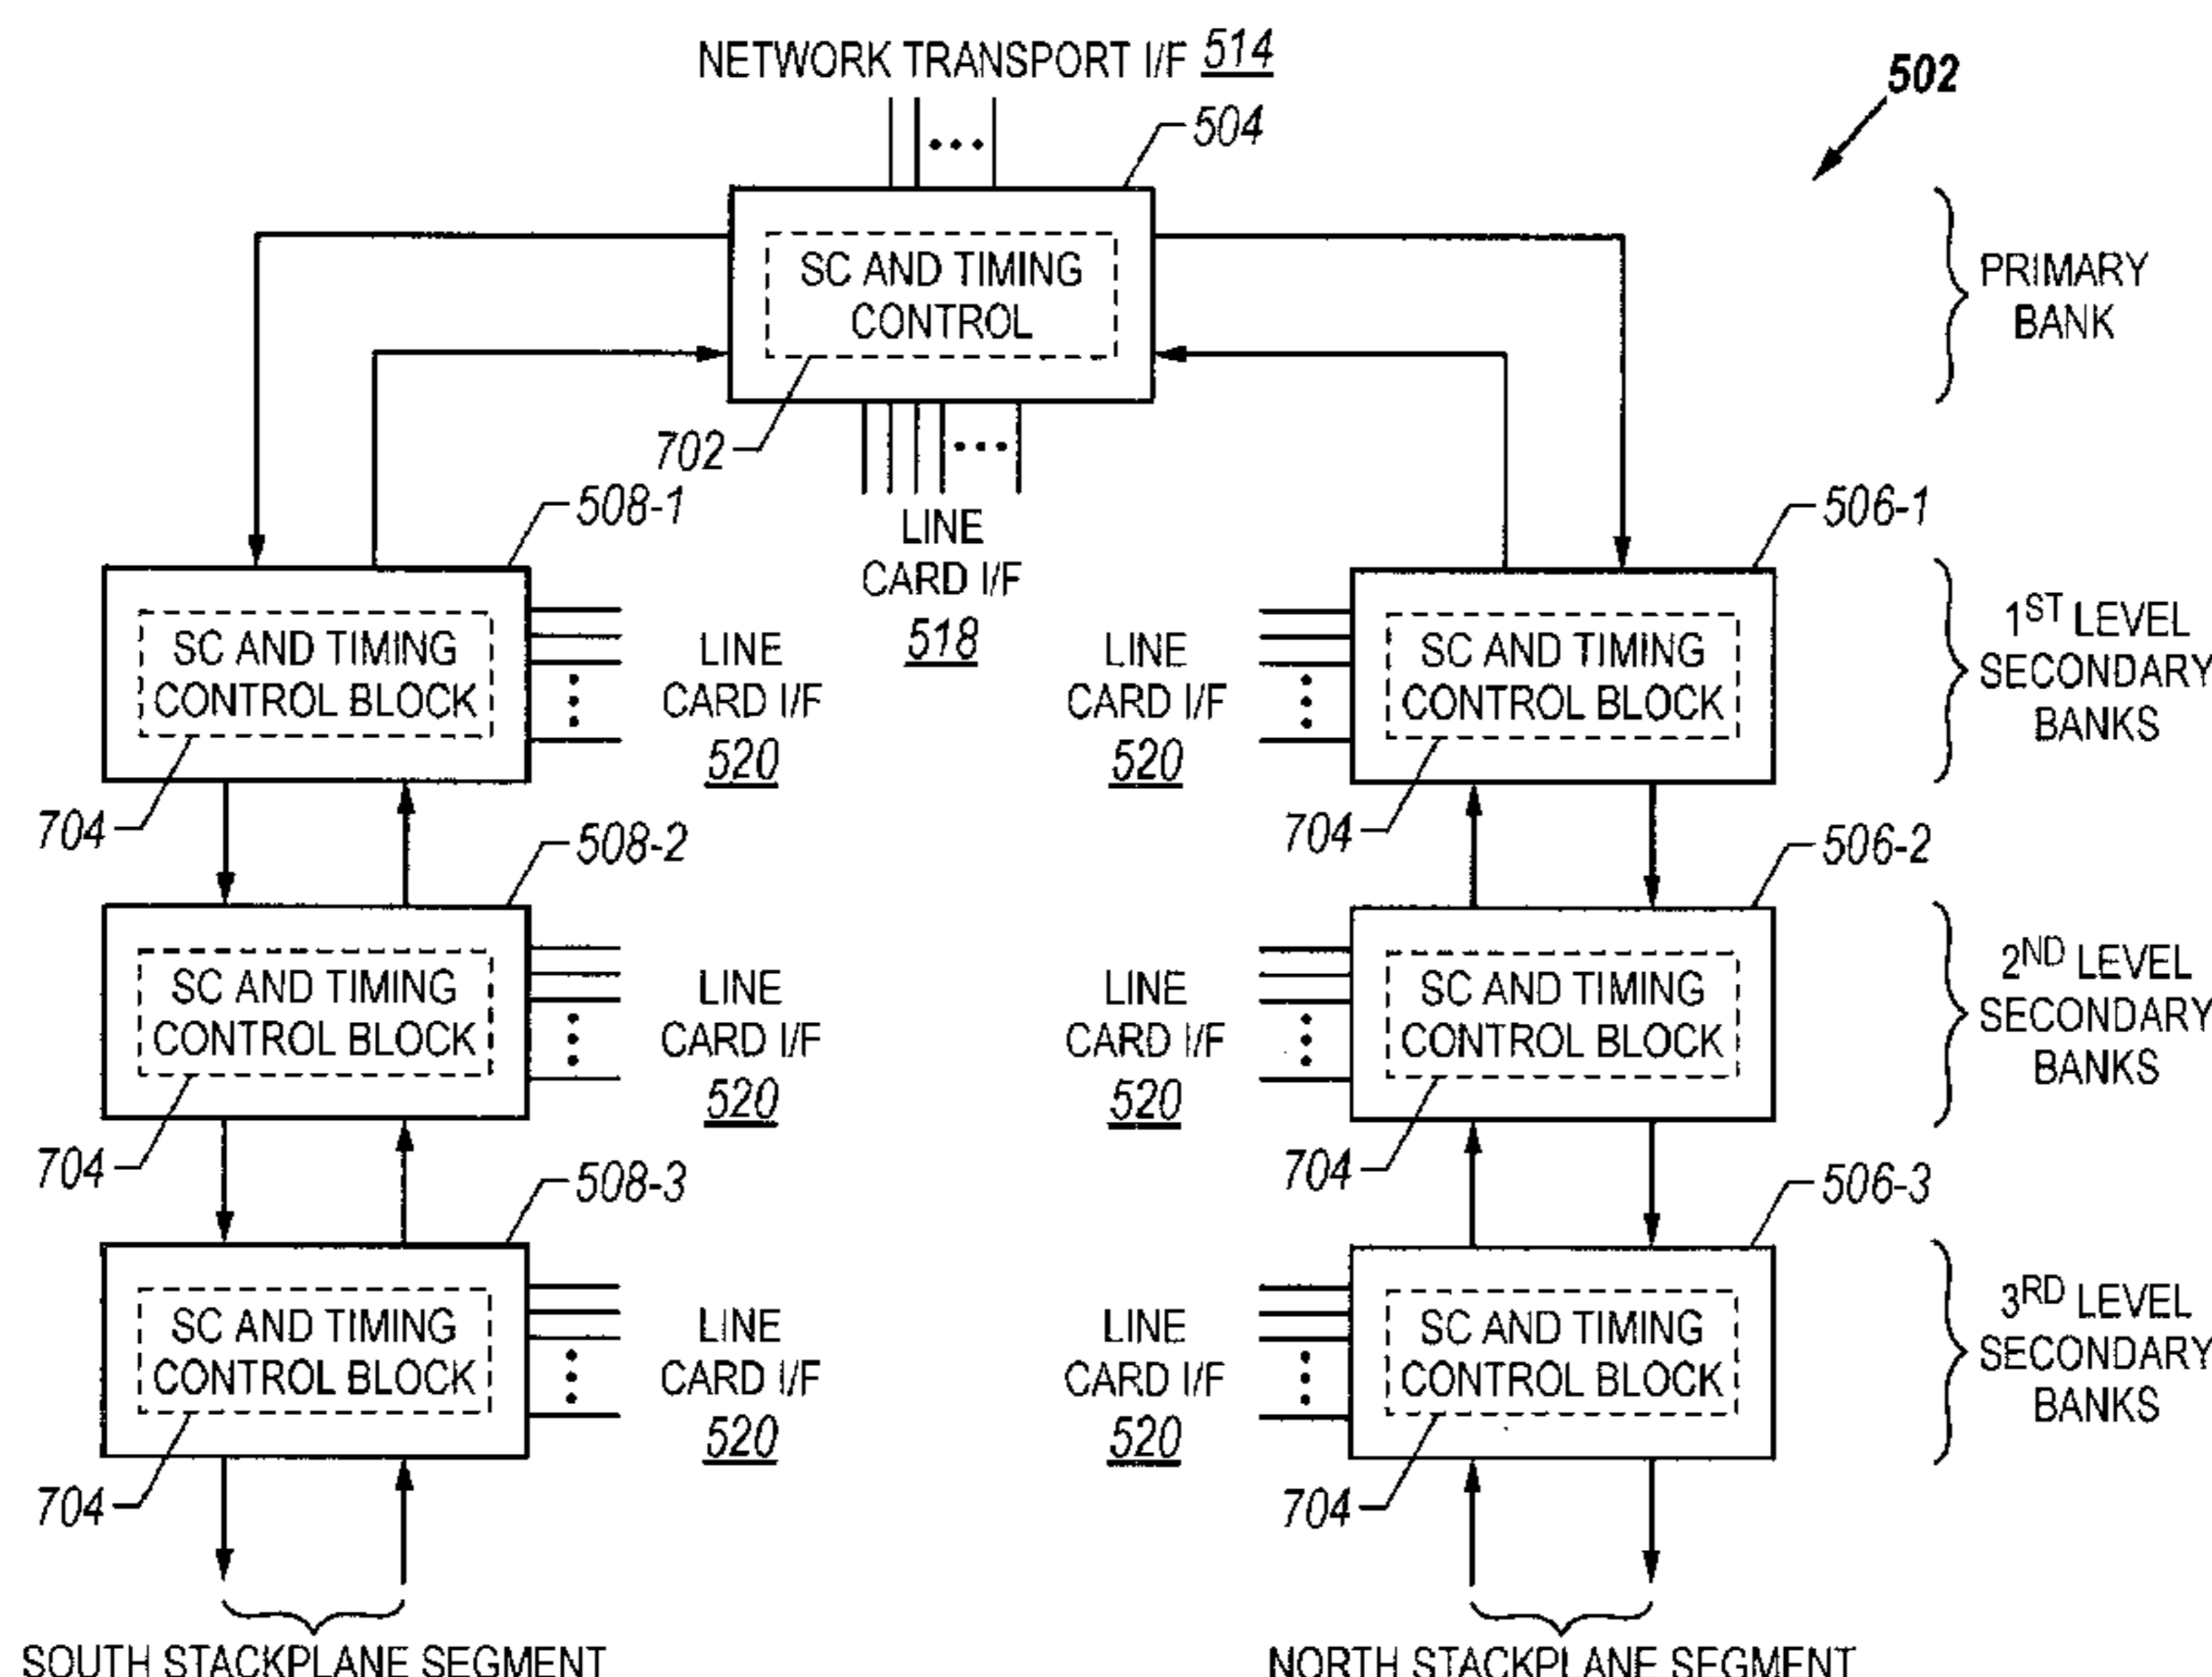 NETWORK TRANSPORT I/F 514
502
504
SC AND TIMING
CONTROL
PRIMARY
BANK
702
LINE
CARD I/F
518
508-1
506-1
SC AND TIMING
CONTROL BLOCK
LINE
CARD I/F
520
LINE
CARD I/F
520
SC AND TIMING
CONTROL BLOCK
1ST LEVEL
SECONDARY
BANKS
704
704
508-2
506-2
SC AND TIMING
CONTROL BLOCK
LINE
CARD I/F
520
LINE
CARD I/F
520
SC AND TIMING
CONTROL BLOCK
2ND LEVEL
SECONDARY
BANKS
704
704
508-3
506-3
SC AND TIMING
CONTROL BLOCK
LINE
CARD I/F
520
LINE
CARD I/F
520
SC AND TIMING
CONTROL BLOCK
3RD LEVEL
SECONDARY
BANKS
704
704
SOUTH STACKPLANE SEGMENT
NORTH STACKPLANE SEGMENT